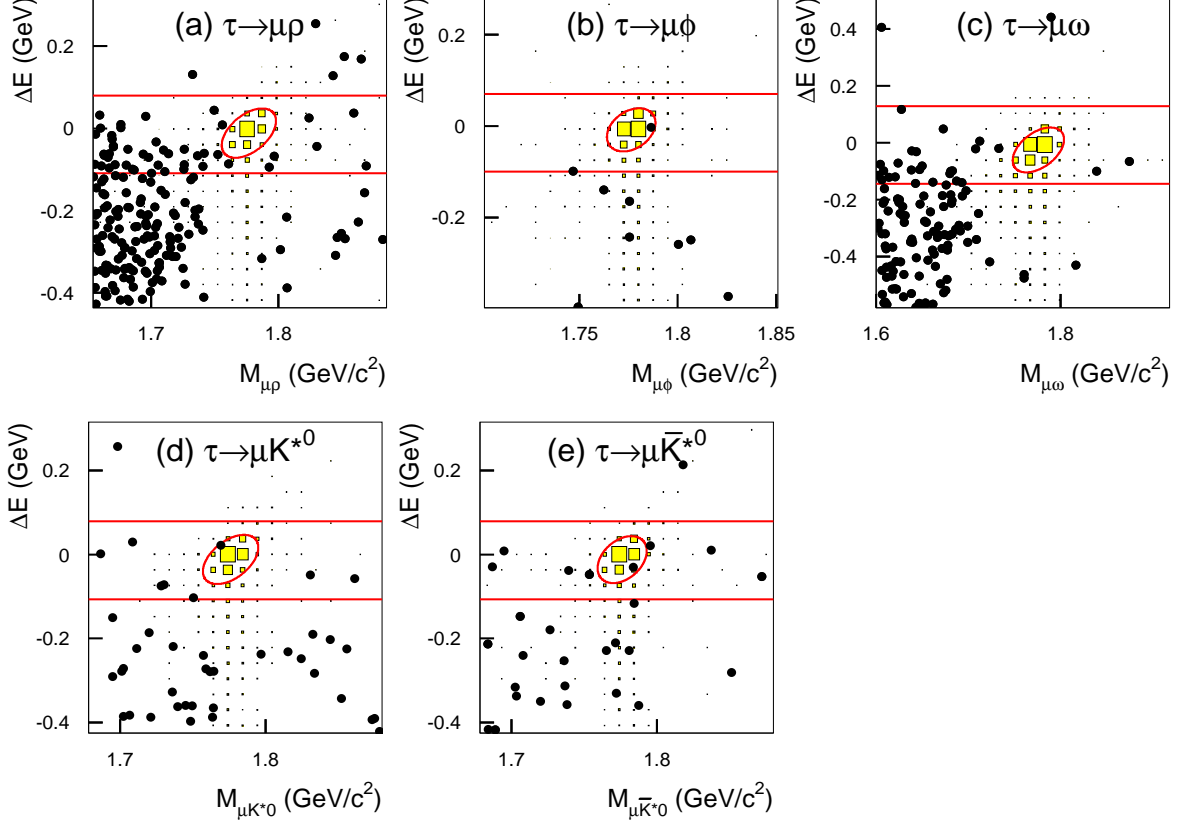 (a) τ→μρ
ΔE (GeV)
0.2
0
-0.2
-0.4
1.7 1.8
M_μρ (GeV/c²)
(b) τ→μφ
ΔE (GeV)
0.2
0
-0.2
1.75 1.8 1.85
M_μφ (GeV/c²)
(c) τ→μω
ΔE (GeV)
0.4
0.2
0
-0.2
-0.4
1.6 1.8
M_μω (GeV/c²)
(d) τ→μK*⁰
ΔE (GeV)
0.2
0
-0.2
-0.4
1.7 1.8
M_μK*0 (GeV/c²)
(e) τ→μK̅*⁰
ΔE (GeV)
0.2
0
-0.2
-0.4
1.7 1.8
M_μK̅*0 (GeV/c²)